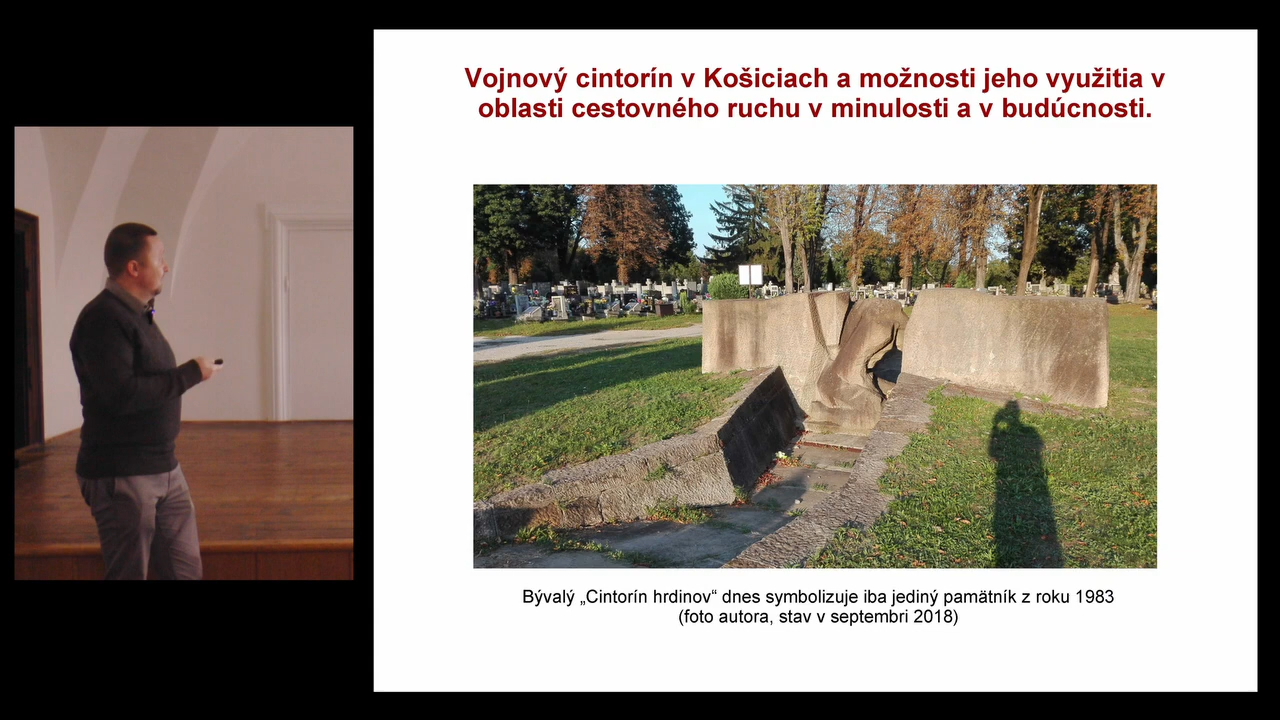 Vojnový cintorín v Košiciach a možnosti jeho využitia v
oblasti cestovného ruchu v minulosti a v budúcnosti.
Bývalý „Cintorín hrdinov“ dnes symbolizuje iba jediný pamätník z roku 1983
(foto autora, stav v septembri 2018)